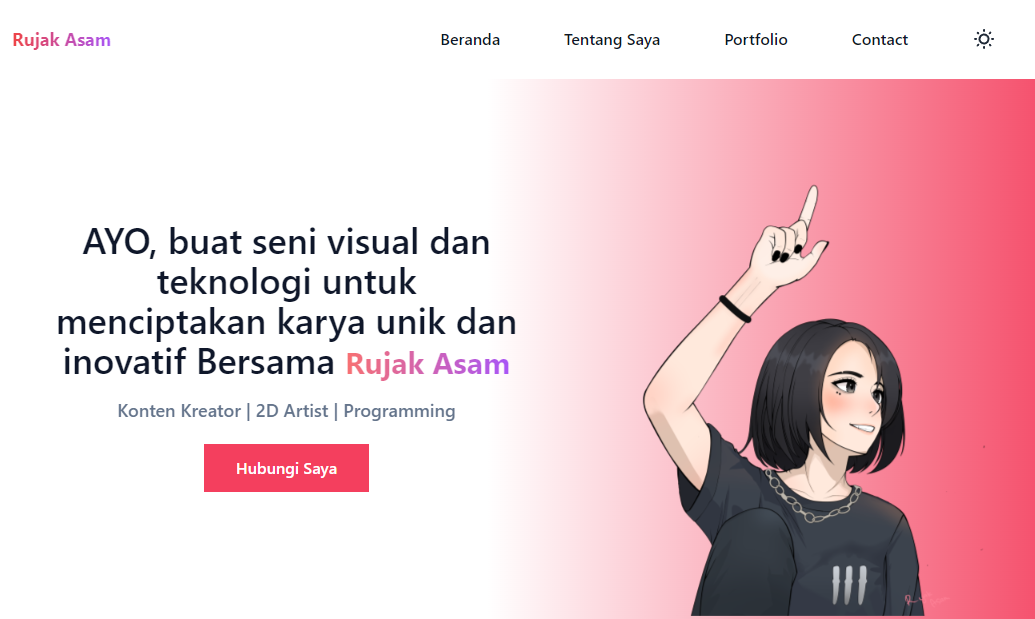 Rujak Asam
Beranda
Tentang Saya
Portfolio
Contact
AYO, buat seni visual dan
teknologi untuk
menciptakan karya unik dan
inovatif Bersama Rujak Asam
Konten Kreator | 2D Artist | Programming
Hubungi Saya